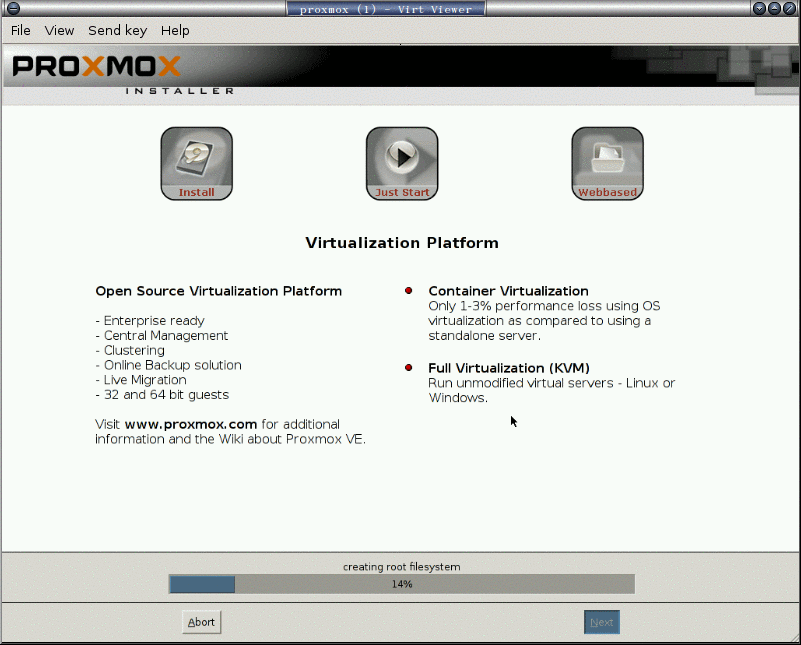 proxmox (1) - Virt Viewer
File View Send key Help
PROXMOX
INSTALLER
Install
Just Start
Webbased
Virtualization Platform
Open Source Virtualization Platform
- Enterprise ready
- Central Management
- Clustering
- Online Backup solution
- Live Migration
- 32 and 64 bit guests
Visit www.proxmox.com for additional
information and the Wiki about Proxmox VE.
Container Virtualization
Only 1-3% performance loss using OS
virtualization as compared to using a
standalone server.
Full Virtualization (KVM)
Run unmodified virtual servers - Linux or
Windows.
creating root filesystem
14%
Abort
Next